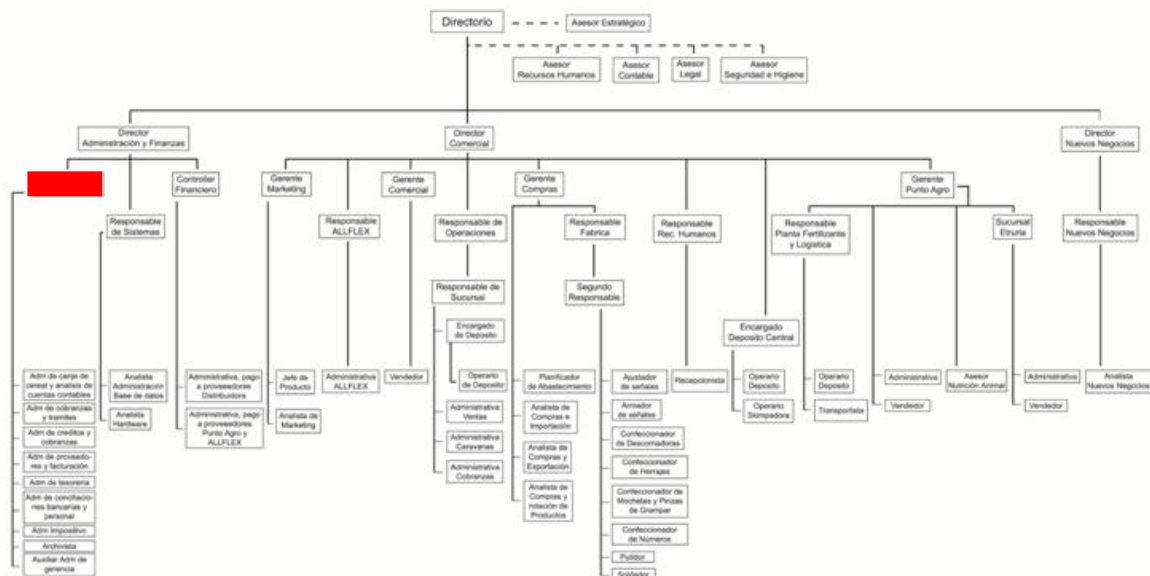 Directorio
Asesor Estratégico
Asesor
Recursos Humanos
Asesor
Contable
Asesor
Legal
Asesor
Seguridad e Higiene
Director
Administración y Finanzas
Director
Comercial
Director
Nuevos Negocios
Controller
Financiero
Gerente
Marketing
Gerente
Comercial
Gerente
Compras
Gerente
Punto Agro
Responsable
de Sistemas
Responsable
ALLFLEX
Responsable de
Operaciones
Responsable
Fabrica
Responsable
Rec. Humanos
Responsable
Planta Fertilizante
y Logística
Sucursal
Etruria
Responsable
Nuevos Negocios
Responsable de
Sucursal
Segundo
Responsable
Encargado
de Deposito
Encargado
Deposito Central
Adm de canje de
cereal y analisis de
cuentas contables
Analista
Administración
Base de datos
Administrativa, pago
a proveedores
Distribuidora
Jefe de
Producto
Administrativa
ALLFLEX
Vendedor
Operario
de Deposito
Planificador
de Abastecimiento
Ajustador
de señales
Recepcionista
Operario
Deposito
Operario
Deposito
Administrativa
Asesor
Nutrición Animal
Administrativa
Analista
Nuevos Negocios
Adm de cobranzas
y tramites
Analista
Hardware
Administrativa, pago
a proveedores
Punto Agro y
ALLFLEX
Analista de
Marketing
Administrativa
Ventas
Analista de
Compras e
Importación
Armador
de señales
Operario
Skimpadora
Transportista
Vendedor
Vendedor
Adm de creditos y
cobranzas
Administrativa
Caravanas
Analista de
Compras y
Exportación
Confeccionador
de Descornadoras
Adm de proveedo-
res y facturación
Administrativa
Cobranzas
Confeccionador
de Herrajes
Adm de tesoreria
Analista de
Compras y
rotación de
Productos
Confeccionador de
Mochetas y Pinzas
de Grampar
Adm de conciliacio-
nes bancarias y
personal
Confeccionador
de Números
Adm Impositivo
Archivista
Pulidor
Auxiliar Adm de
gerencia
Soldador